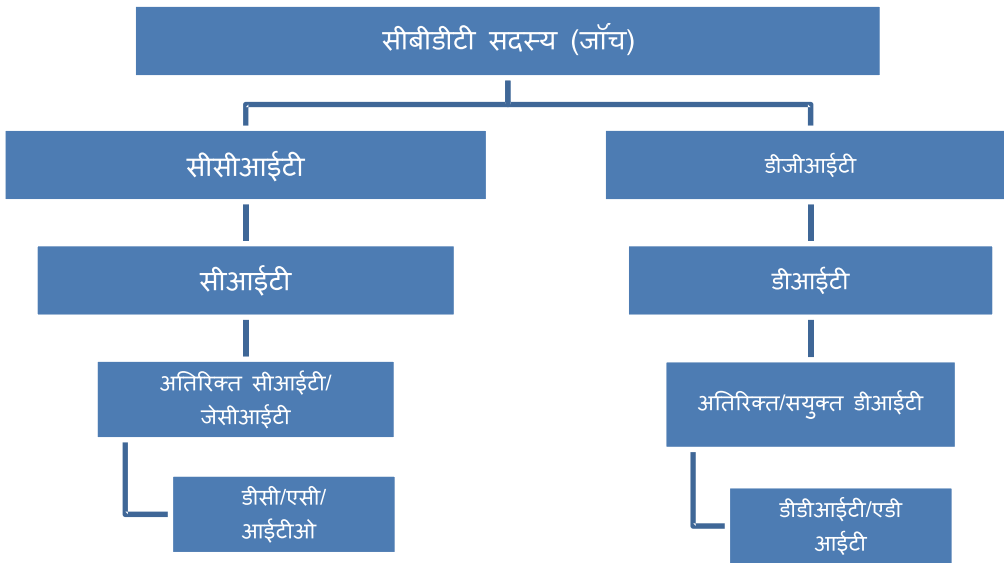 सीबीडीटी सदस्य (जॉच)
सीसीआईटी
डीजीआईटी
सीआईटी
डीआईटी
अतिरिक्त सीआईटी/
जेसीआईटी
अतिरिक्त/सयुक्त डीआईटी
डीसी/एसी/
आईटीओ
डीडीआईटी/एडी
आईटी